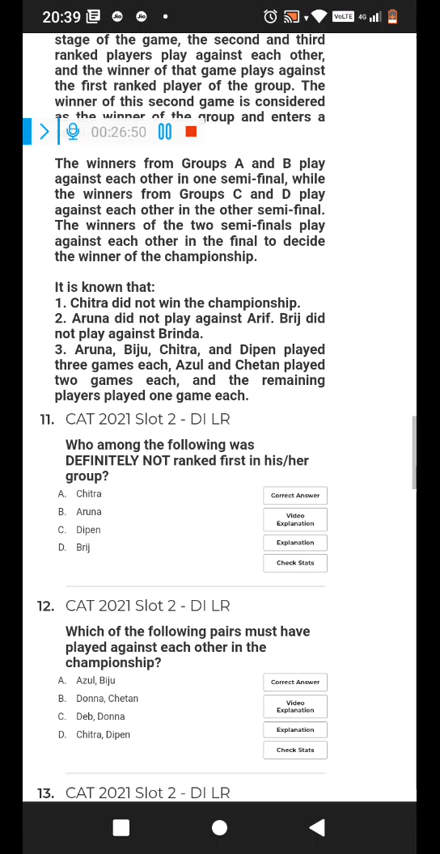 20:39 Jio Jio VoLTE 4G
stage of the game, the second and third
ranked players play against each other,
and the winner of that game plays against
the first ranked player of the group. The
winner of this second game is considered
as the winner of the group and enters a
00:26:50
The winners from Groups A and B play
against each other in one semi-final, while
the winners from Groups C and D play
against each other in the other semi-final.
The winners of the two semi-finals play
against each other in the final to decide
the winner of the championship.
It is known that:
1. Chitra did not win the championship.
2. Aruna did not play against Arif. Brij did
not play against Brinda.
3. Aruna, Biju, Chitra, and Dipen played
three games each, Azul and Chetan played
two games each, and the remaining
players played one game each.
11. CAT 2021 Slot 2 - DI LR
Who among the following was
DEFINITELY NOT ranked first in his/her
group?
A. Chitra
B. Aruna
C. Dipen
D. Brij
Correct Answer
Video
Explanation
Explanation
Check Stats
12. CAT 2021 Slot 2 - DI LR
Which of the following pairs must have
played against each other in the
championship?
A. Azul, Biju
B. Donna, Chetan
C. Deb, Donna
D. Chitra, Dipen
Correct Answer
Video
Explanation
Explanation
Check Stats
13. CAT 2021 Slot 2 - DI LR